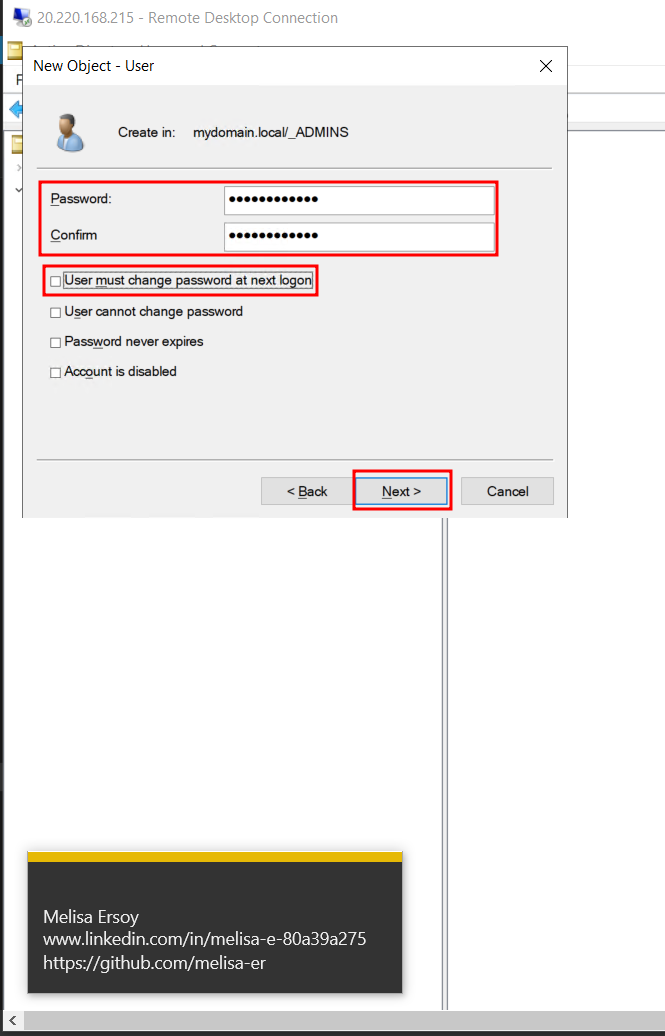 20.220.168.215 - Remote Desktop Connection
New Object - User
Create in: mydomain.local/_ADMINS
Password: ●●●●●●●●●●●●
Confirm ●●●●●●●●●●●●
User must change password at next logon
User cannot change password
Password never expires
Account is disabled
< Back Next > Cancel
Melisa Ersoy
www.linkedin.com/in/melisa-e-80a39a275
https://github.com/melisa-er